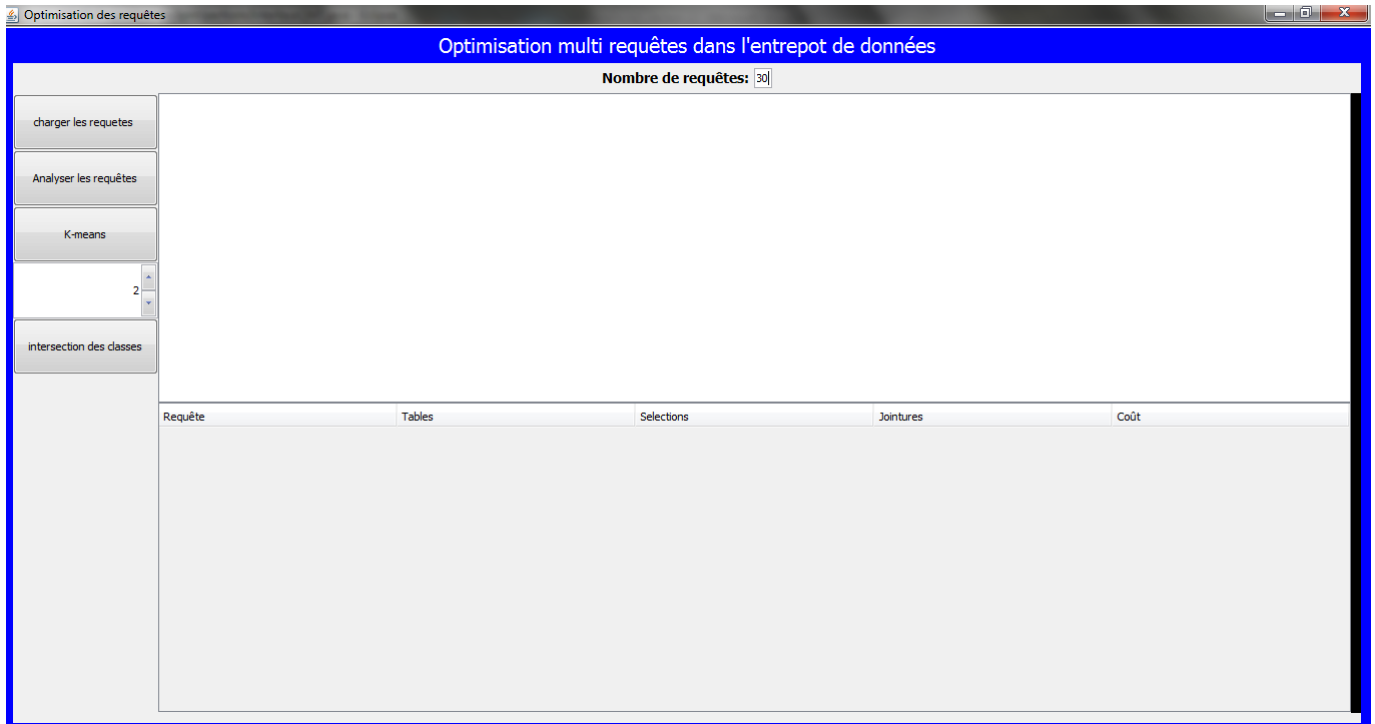 Optimisation des requêtes
Optimisation multi requêtes dans l'entrepot de données
Nombre de requêtes: 30
charger les requetes
Analyser les requêtes
K-means
2
intersection des classes
Requête Tables Selections Jointures Coût